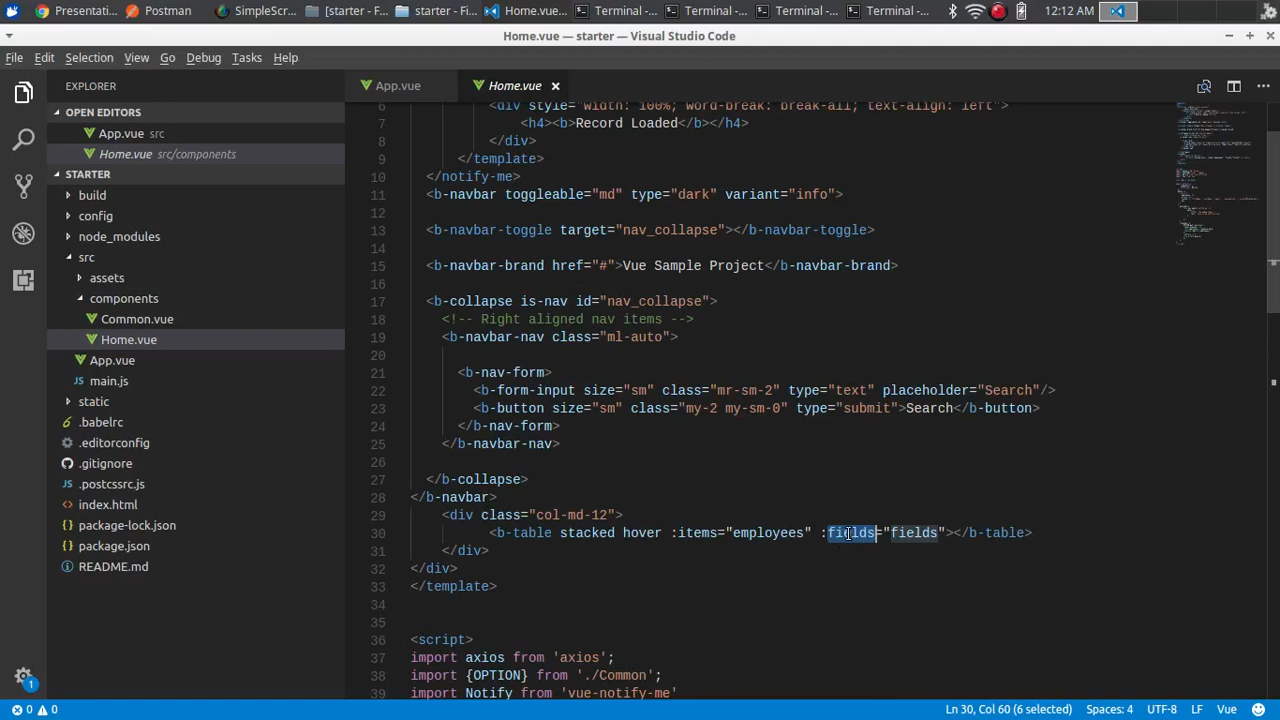 Presentati...
Postman
SimpleScr...
[starter - F...
starter - Fi...
Home.vue...
Terminal -...
Terminal -...
Terminal -...
Terminal -...
12:12 AM
Home.vue — starter — Visual Studio Code
File Edit Selection View Go Debug Tasks Help
EXPLORER
OPEN EDITORS
App.vue src
Home.vue src/components
STARTER
build
config
node_modules
src
assets
components
Common.vue
Home.vue
App.vue
main.js
static
.babelrc
.editorconfig
.gitignore
.postcssrc.js
index.html
package-lock.json
package.json
README.md
1
App.vue
Home.vue
6 <div style="width: 100%; word-break: break-all; text-align: left">
7 <h4><b>Record Loaded</b></h4>
8 </div>
9 </template>
10 </notify-me>
11 <b-navbar toggleable="md" type="dark" variant="info">
12
13 <b-navbar-toggle target="nav_collapse"></b-navbar-toggle>
14
15 <b-navbar-brand href="#">Vue Sample Project</b-navbar-brand>
16
17 <b-collapse is-nav id="nav_collapse">
18 <!-- Right aligned nav items -->
19 <b-navbar-nav class="ml-auto">
20
21 <b-nav-form>
22 <b-form-input size="sm" class="mr-sm-2" type="text" placeholder="Search"/>
23 <b-button size="sm" class="my-2 my-sm-0" type="submit">Search</b-button>
24 </b-nav-form>
25 </b-navbar-nav>
26
27 </b-collapse>
28 </b-navbar>
29 <div class="col-md-12">
30 <b-table stacked hover :items="employees" :fields="fields"></b-table>
31 </div>
32 </div>
33 </template>
34
35
36 <script>
37 import axios from 'axios';
38 import {OPTION} from './Common';
39 import Notify from 'vue-notify-me'
0 0
Ln 30, Col 60 (6 selected) Spaces: 4 UTF-8 LF Vue